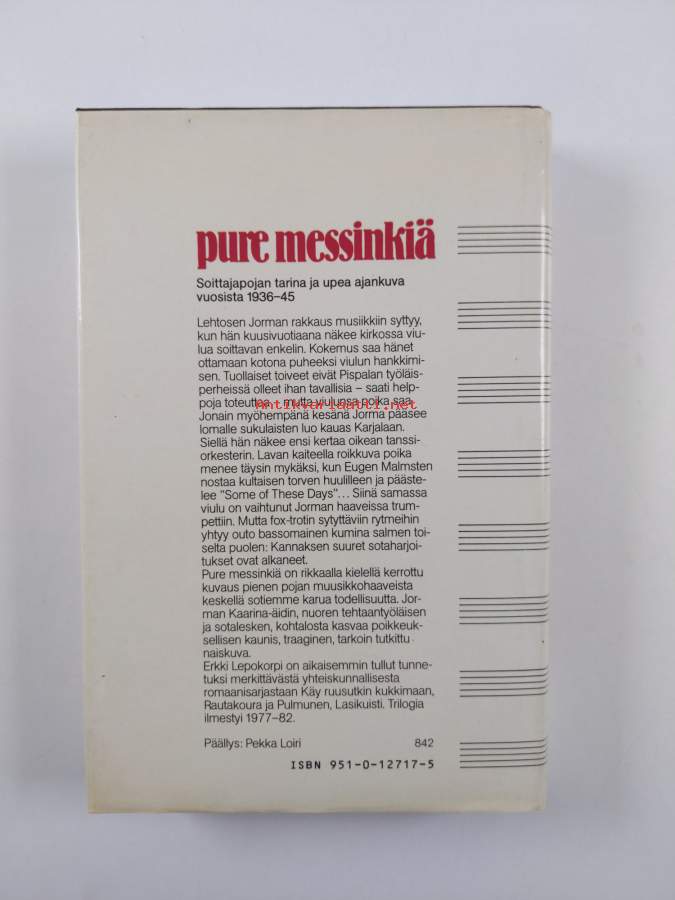 pure messinkiä
Soittajapojan tarina ja upea ajankuva
vuosista 1936–45
Lehtosen Jorman rakkaus musiikkiin syttyy,
kun hän kuusivuotiaana näkee kirkossa viu-
lua soittavan enkelin. Kokemus saa hänet
ottamaan kotona puheeksi viulun hankkimi-
sen. Tuollaiset toiveet eivät Pispalan työläis-
perheissä olleet ihan tavallisia – saati help-
poja toteuttaa, mutta viulunsa poika saa.
Antikvariaatti.net
Jonain myöhempänä kesänä Jorma pääsee
lomalle sukulaisten luo kauas Karjalaan.
Siellä hän näkee ensi kertaa oikean tanssi-
orkesterin. Lavan kaiteella roikkuva poika
menee täysin mykäksi, kun Eugen Malmsten
nostaa kultaisen torven huulilleen ja pääste-
lee "Some of These Days"... Siinä samassa
viulu on vaihtunut Jorman haaveissa trum-
pettiin. Mutta fox-trotin sytyttäviin rytmeihin
yhtyy outo bassomainen kumina salmen toi-
selta puolen: Kannaksen suuret sotaharjoi-
tukset ovat alkaneet.
Pure messinkiä on rikkaalla kielellä kerrottu
kuvaus pienen pojan muusikkohaaveista
keskellä sotiemme karua todellisuutta. Jor-
man Kaarina-äidin, nuoren tehtaantyöläisen
ja sotalesken, kohtalosta kasvaa poikkeuk-
sellisen kaunis, traaginen, tarkoin tutkittu
naiskuva.
Erkki Lepokorpi on aikaisemmin tullut tunne-
tuksi merkittävästä yhteiskunnallisesta
romaanisarjastaan Käy ruusutkin kukkimaan,
Rautakoura ja Pulmunen, Lasikuisti. Trilogia
ilmestyi 1977–82.
Päällys: Pekka Loiri 842
ISBN 951-0-12717-5